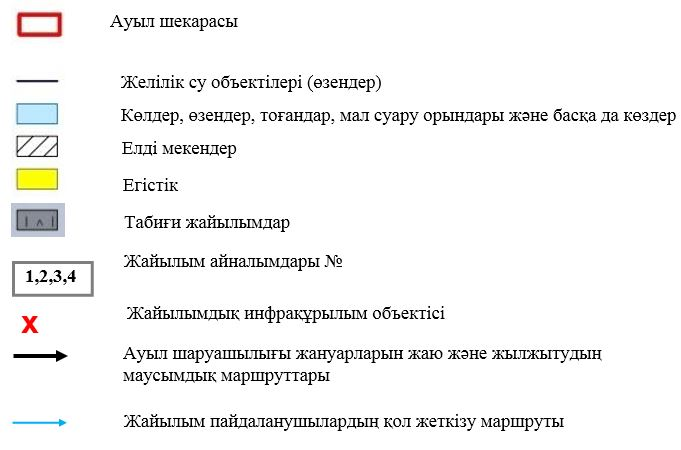 Ауыл шекарасы
Желілік су объектілері (өзендер)
Көлдер, өзендер, тоғандар, мал суару орындары және басқа да көздер
Елді мекендер
Егістік
Табиғи жайылымдар
Жайылым айналымдары №
1,2,3,4
Жайылымдық инфрақұрылым объектісі
X
Ауыл шаруашылығы жануарларын жаю және жылжытудың
маусымдық маршруттары
Жайылым пайдаланушылардың қол жеткізу маршруты